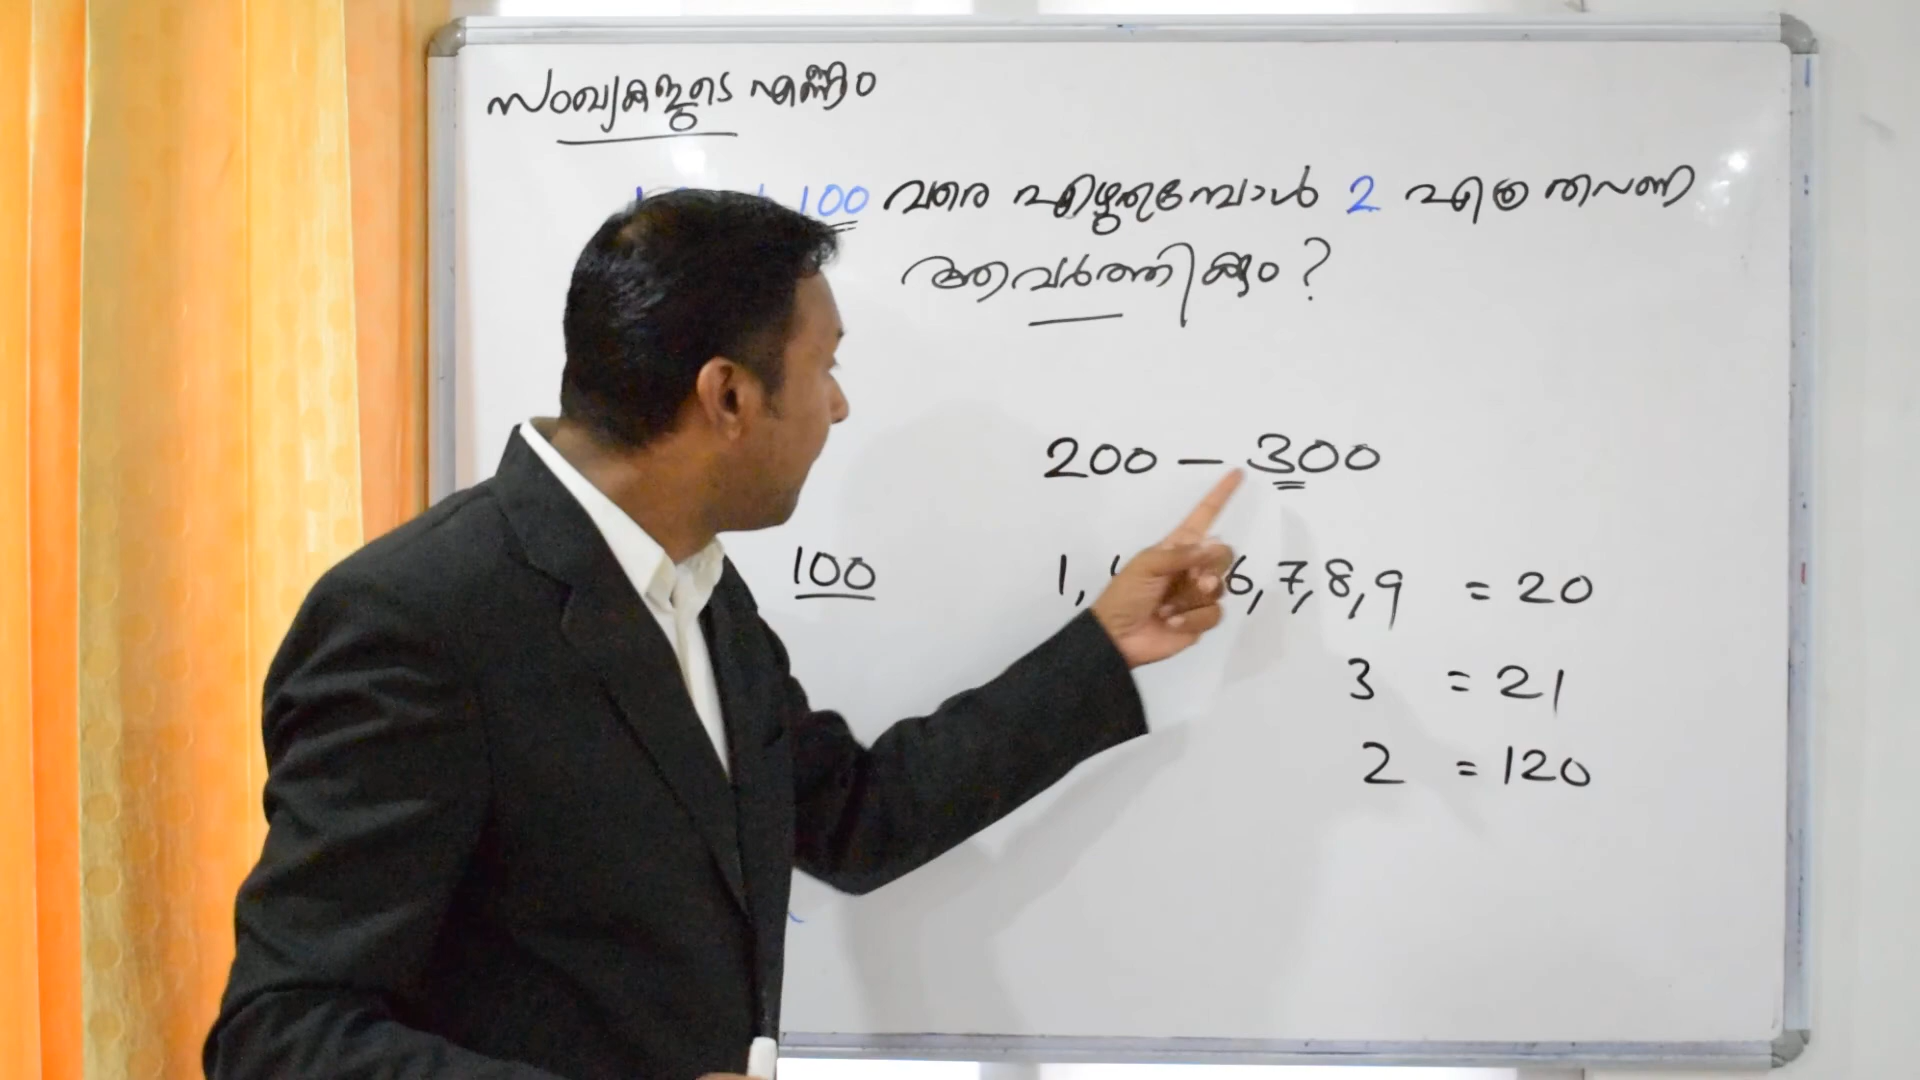 സംഖ്യകളുടെ എണ്ണം
100 വരെ എഴുതുമ്പോൾ 2 എത്ര തവണ
ആവർത്തിക്കും?
200 - 300
100
1, 6, 7, 8, 9 = 20
3 = 21
2 = 120